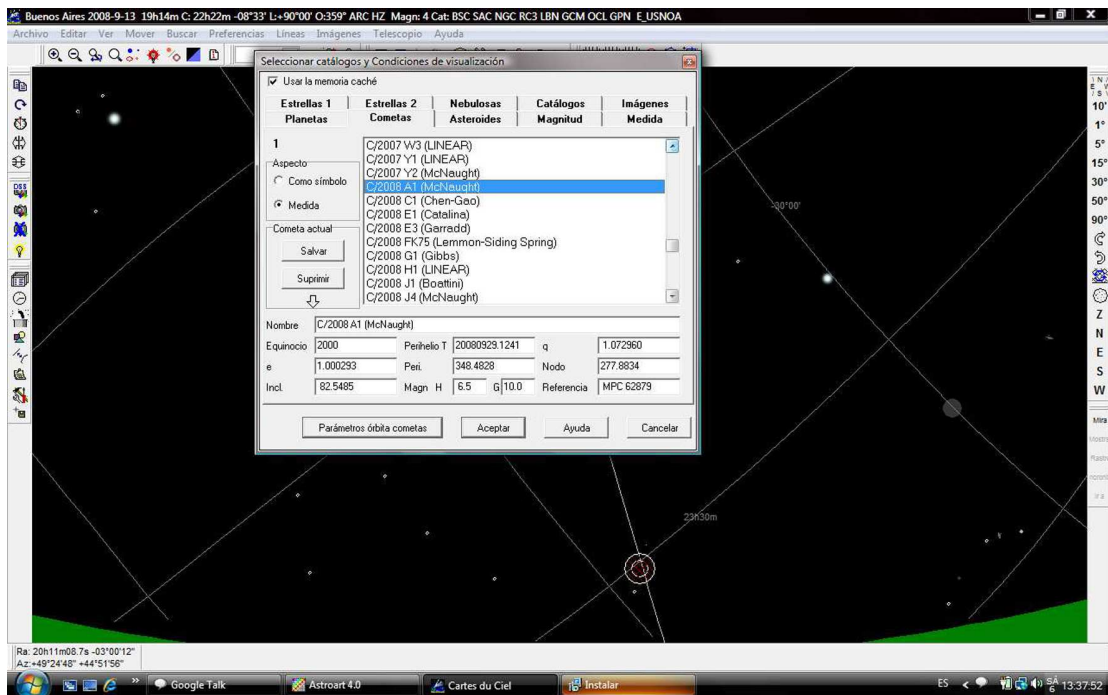 Buenos Aires 2008-9-13 19h14m C: 22h22m -08°33' L:+90°00' O:359° ARC HZ Magn: 4 Cat: BSC SAC NGC RC3 LBN GCM OCL GPN E_USNOA
Archivo Editar Ver Mover Buscar Preferencias Líneas Imágenes Telescopio Ayuda
Seleccionar catálogos y Condiciones de visualización
Usar la memoria caché
Estrellas 1 Estrellas 2 Nebulosas Catálogos Imágenes
Planetas Cometas Asteroides Magnitud Medida
1
Aspecto
Como símbolo
Medida
Cometa actual
Salvar
Suprimir
C/2007 W3 (LINEAR)
C/2007 Y1 (LINEAR)
C/2007 Y2 (McNaught)
C/2008 A1 (McNaught)
C/2008 C1 (Chen-Gao)
C/2008 E1 (Catalina)
C/2008 E3 (Garradd)
C/2008 FK75 (Lemmon-Siding Spring)
C/2008 G1 (Gibbs)
C/2008 H1 (LINEAR)
C/2008 J1 (Boattini)
C/2008 J4 (McNaught)
Nombre C/2008 A1 (McNaught)
Equinocio 2000 Perihelio T 20080929.1241 q 1.072960
e 1.000293 Peri. 348.4828 Nodo 277.8834
Incl. 82.5485 Magn H 6.5 G 10.0 Referencia MPC 62879
Parámetros órbita cometas Aceptar Ayuda Cancelar
-30°00'
23h30m
DSS
10'
1°
5°
15°
30°
50°
90°
Z
N
E
S
W
Mira
Ra: 20h11m08.7s -03°00'12"
Az:+49°24'48" +44°51'56"
Google Talk Astroart 4.0 Cartes du Ciel Instalar ES SÁ 6 13:37:52